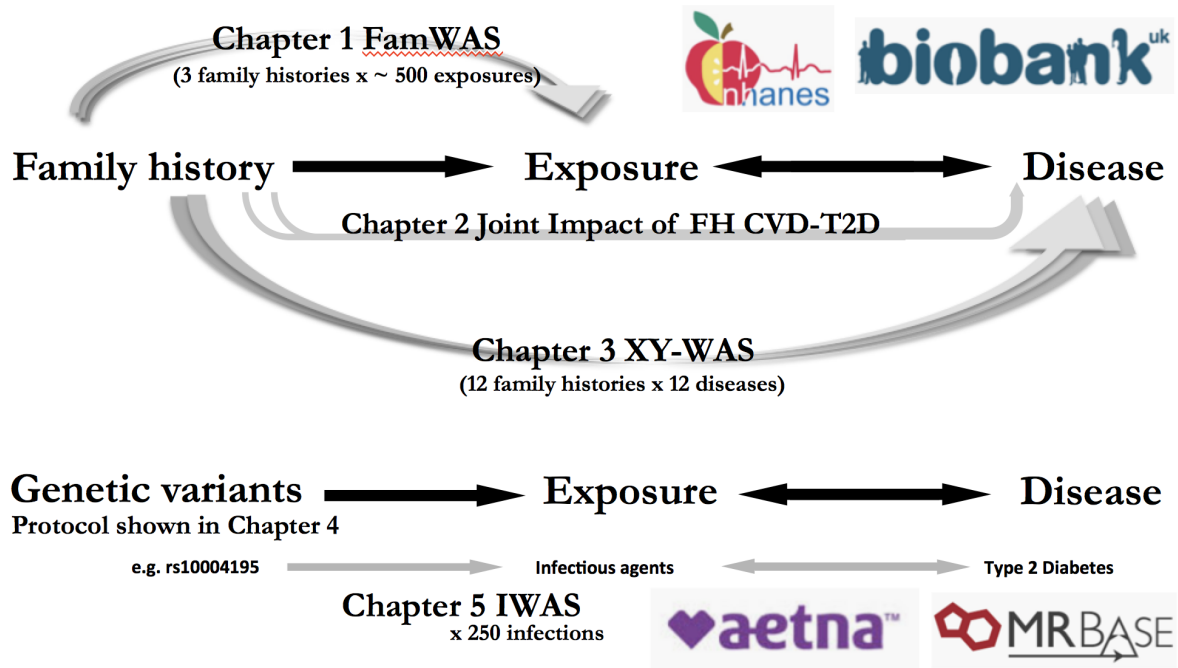 Chapter 1 FamWAS
(3 family histories x ~ 500 exposures)
nhanes
biobank uk
Family history
Exposure
Disease
Chapter 2 Joint Impact of FH CVD-T2D
Chapter 3 XY-WAS
(12 family histories x 12 diseases)
Genetic variants
Exposure
Disease
Protocol shown in Chapter 4
e.g. rs10004195
Infectious agents
Type 2 Diabetes
Chapter 5 IWAS
x 250 infections
aetna™
MRBASE